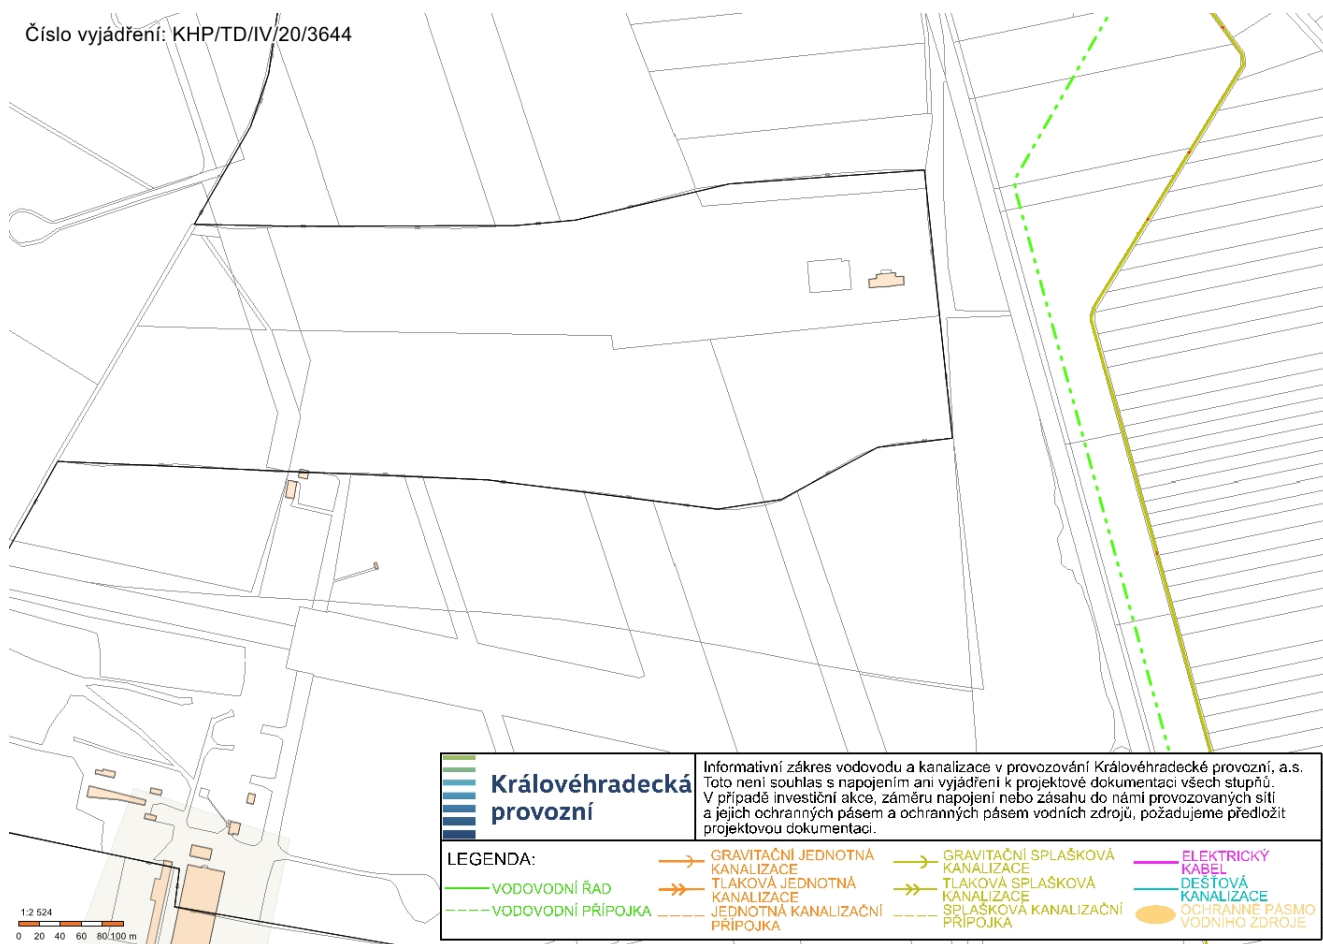 Číslo vyjádření: KHP/TD/IV/20/3644
Královéhradecká
provozní
Informativní zákres vodovodu a kanalizace v provozování Královéhradecké provozní, a.s.
Toto není souhlas s napojením ani vyjádření k projektové dokumentaci všech stupňů.
V případě investiční akce, záměru napojení nebo zásahu do námi provozovaných sítí
a jejich ochranných pásem a ochranných pásem vodních zdrojů, požadujeme předložit
projektovou dokumentaci.
LEGENDA:
VODOVODNÍ ŘAD
VODOVODNÍ PŘÍPOJKA
GRAVITAČNÍ JEDNOTNÁ
KANALIZACE
TLAKOVÁ JEDNOTNÁ
KANALIZACE
JEDNOTNÁ KANALIZAČNÍ
PŘÍPOJKA
GRAVITAČNÍ SPLAŠKOVÁ
KANALIZACE
TLAKOVÁ SPLAŠKOVÁ
KANALIZACE
SPLAŠKOVÁ KANALIZAČNÍ
PŘÍPOJKA
ELEKTRICKÝ
KABEL
DEŠŤOVÁ
KANALIZACE
OCHRANNÉ PÁSMO
VODNÍHO ZDROJE
1:2 524
0 20 40 60 80 100 m